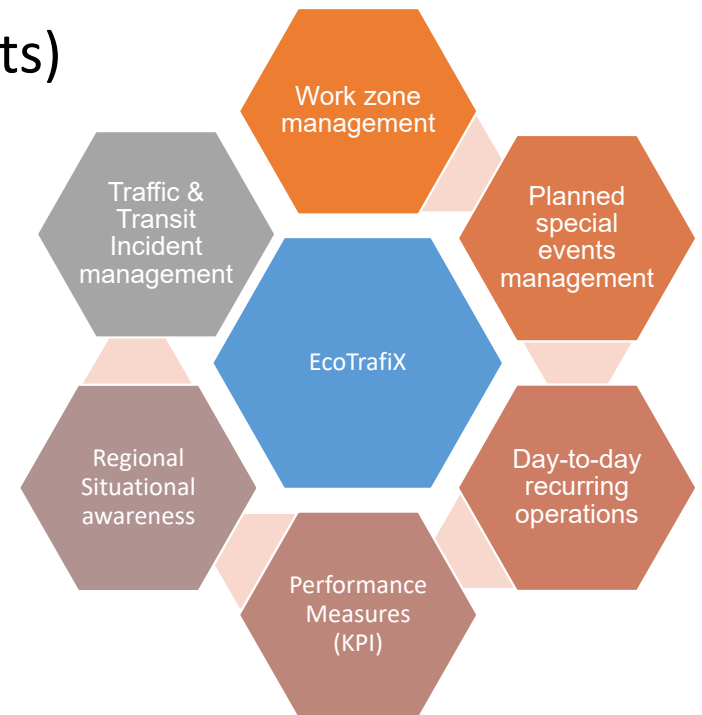 ts)
Work zone
management
Traffic &
Transit
Incident
management
Planned
special
events
management
EcoTrafiX
Regional
Situational
awareness
Day-to-day
recurring
operations
Performance
Measures
(KPI)